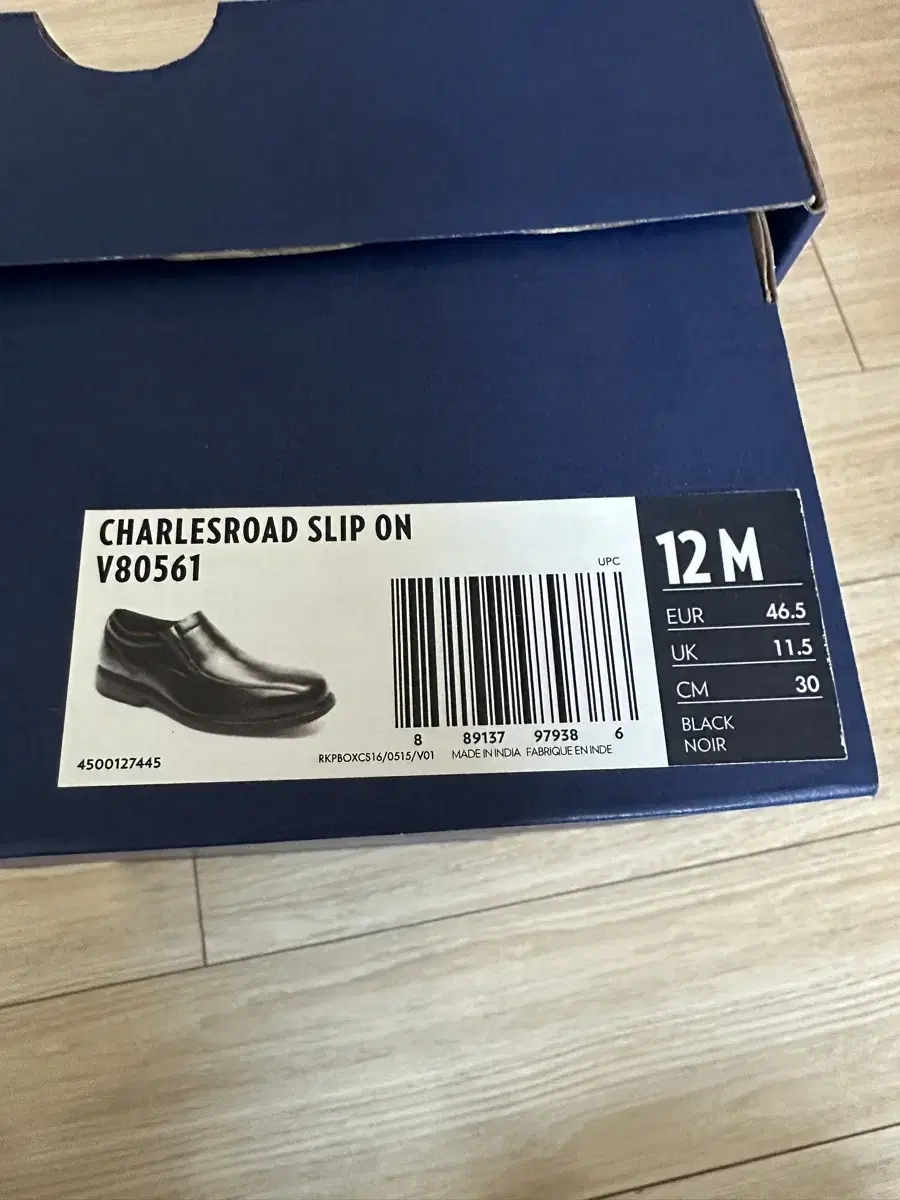 CHARLESROAD SLIP ON
V80561
UPC
8 89137 97938 6
4500127445
RKPBOXCS16/0515/V01 MADE IN INDIA FABRIQUE EN INDE
12 M
EUR 46.5
UK 11.5
CM 30
BLACK
NOIR